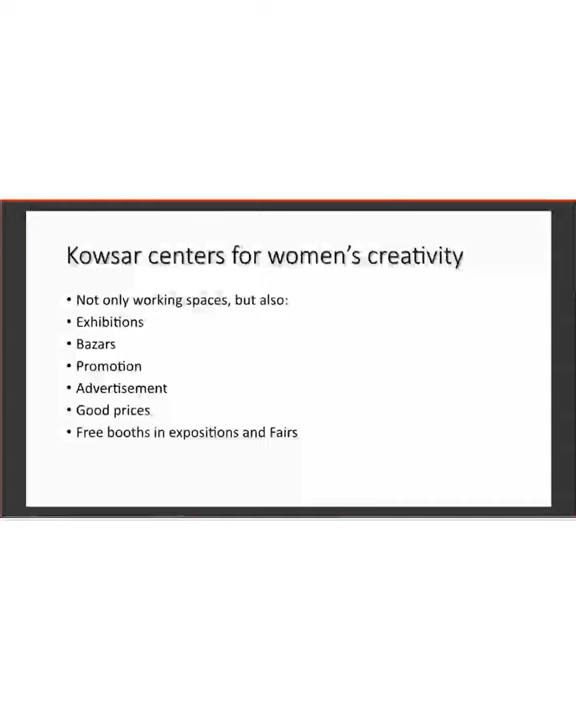 Kowsar centers for women's creativity
• Not only working spaces, but also:
• Exhibitions
• Bazars
• Promotion
• Advertisement
• Good prices
• Free booths in expositions and Fairs